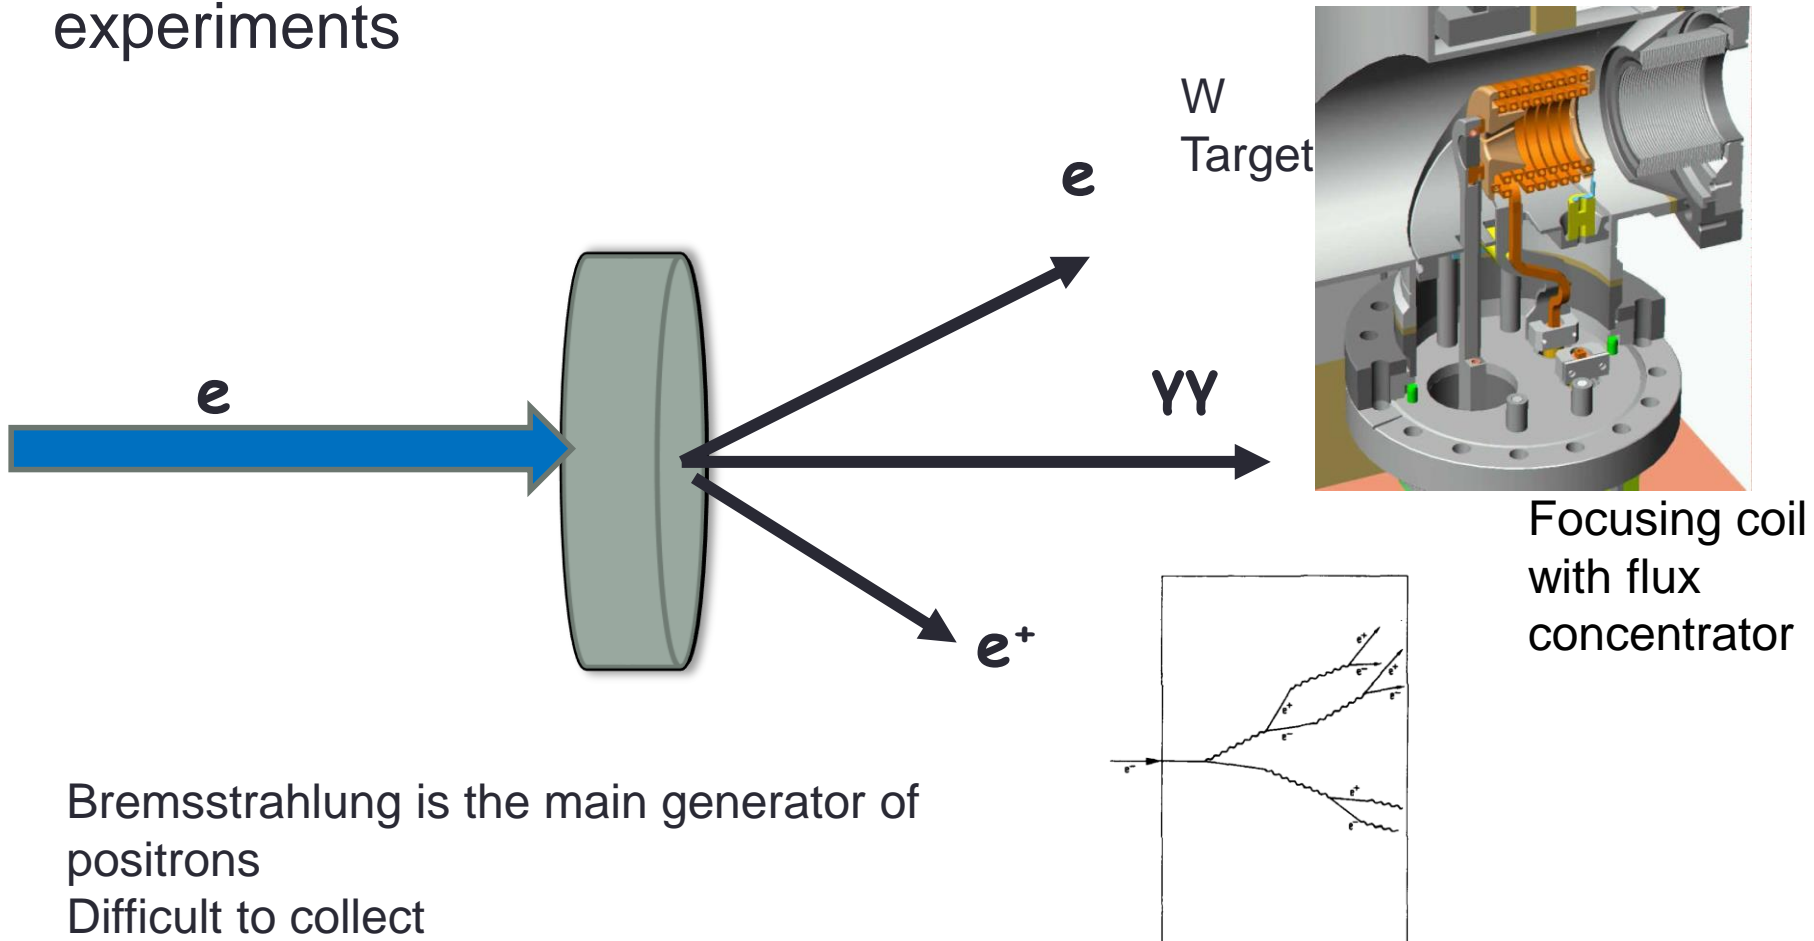 experiments
W
Target
e
e
γγ
e⁺
Focusing coil
with flux
concentrator
e⁻
e⁺
e⁻
e⁺
e⁻
e⁺
e⁻
e⁺
e⁻
Bremsstrahlung is the main generator of
positrons
Difficult to collect